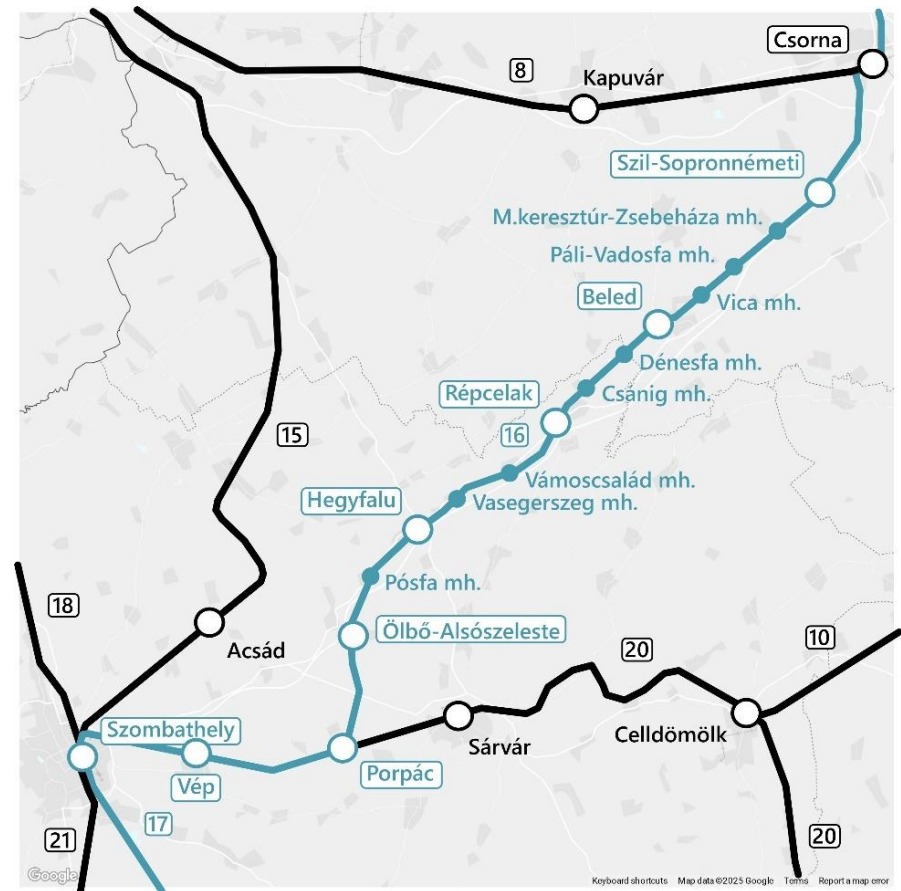 Csorna
8
Kapuvár
Szil-Sopronnémeti
M.keresztúr-Zsebeháza mh.
Páli-Vadosfa mh.
Beled
Vica mh.
Dénesfa mh.
Répcelak
Csánig mh.
16
15
Vámoscsalád mh.
Hegyfalu
Vasegerszeg mh.
Pósfa mh.
18
Ölbő-Alsószeleste
10
Acsád
20
Szombathely
Sárvár
Celldömölk
Vép
Porpác
17
21
20
Google
Keyboard shortcuts Map data ©2025 Google Terms Report a map error